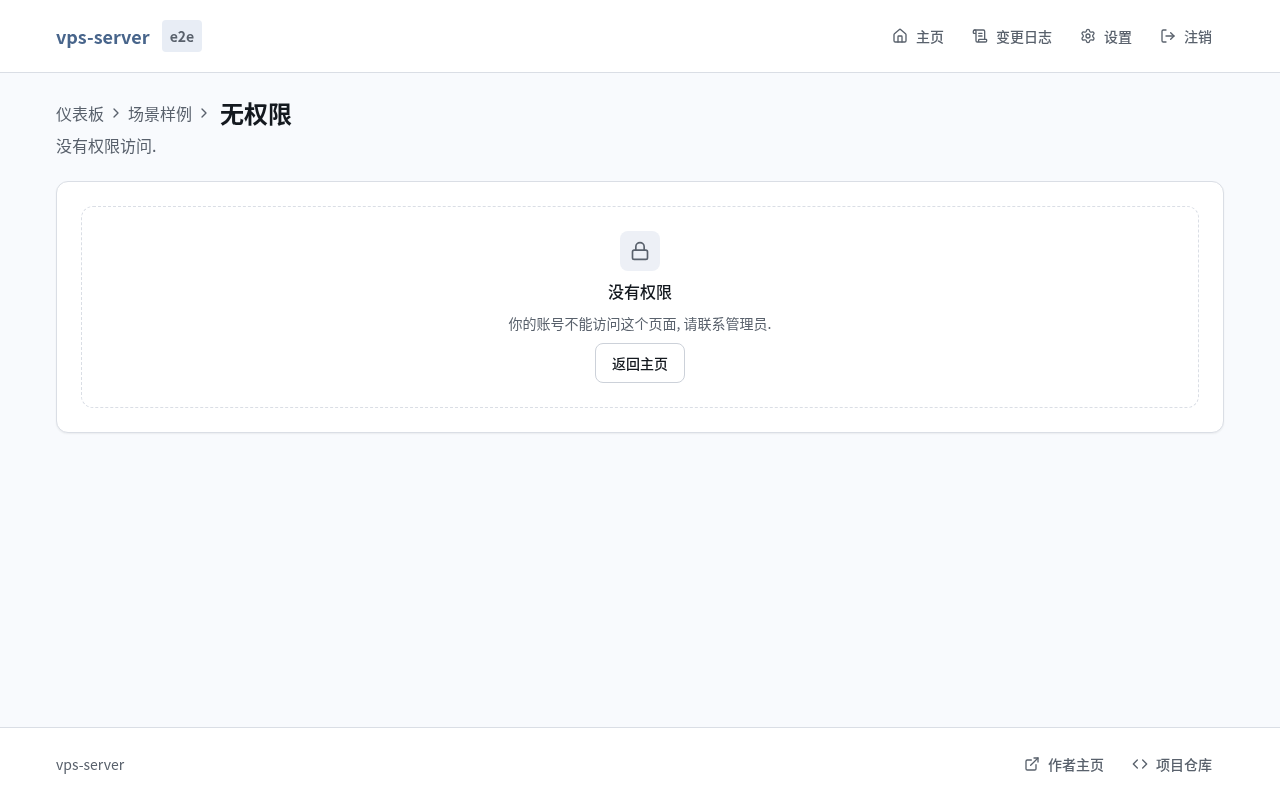 vps-server e2e 主页 变更日志 设置 注销
仪表板 场景样例 无权限
没有权限访问.
没有权限
你的账号不能访问这个页面, 请联系管理员.
返回主页
vps-server 作者主页 项目仓库